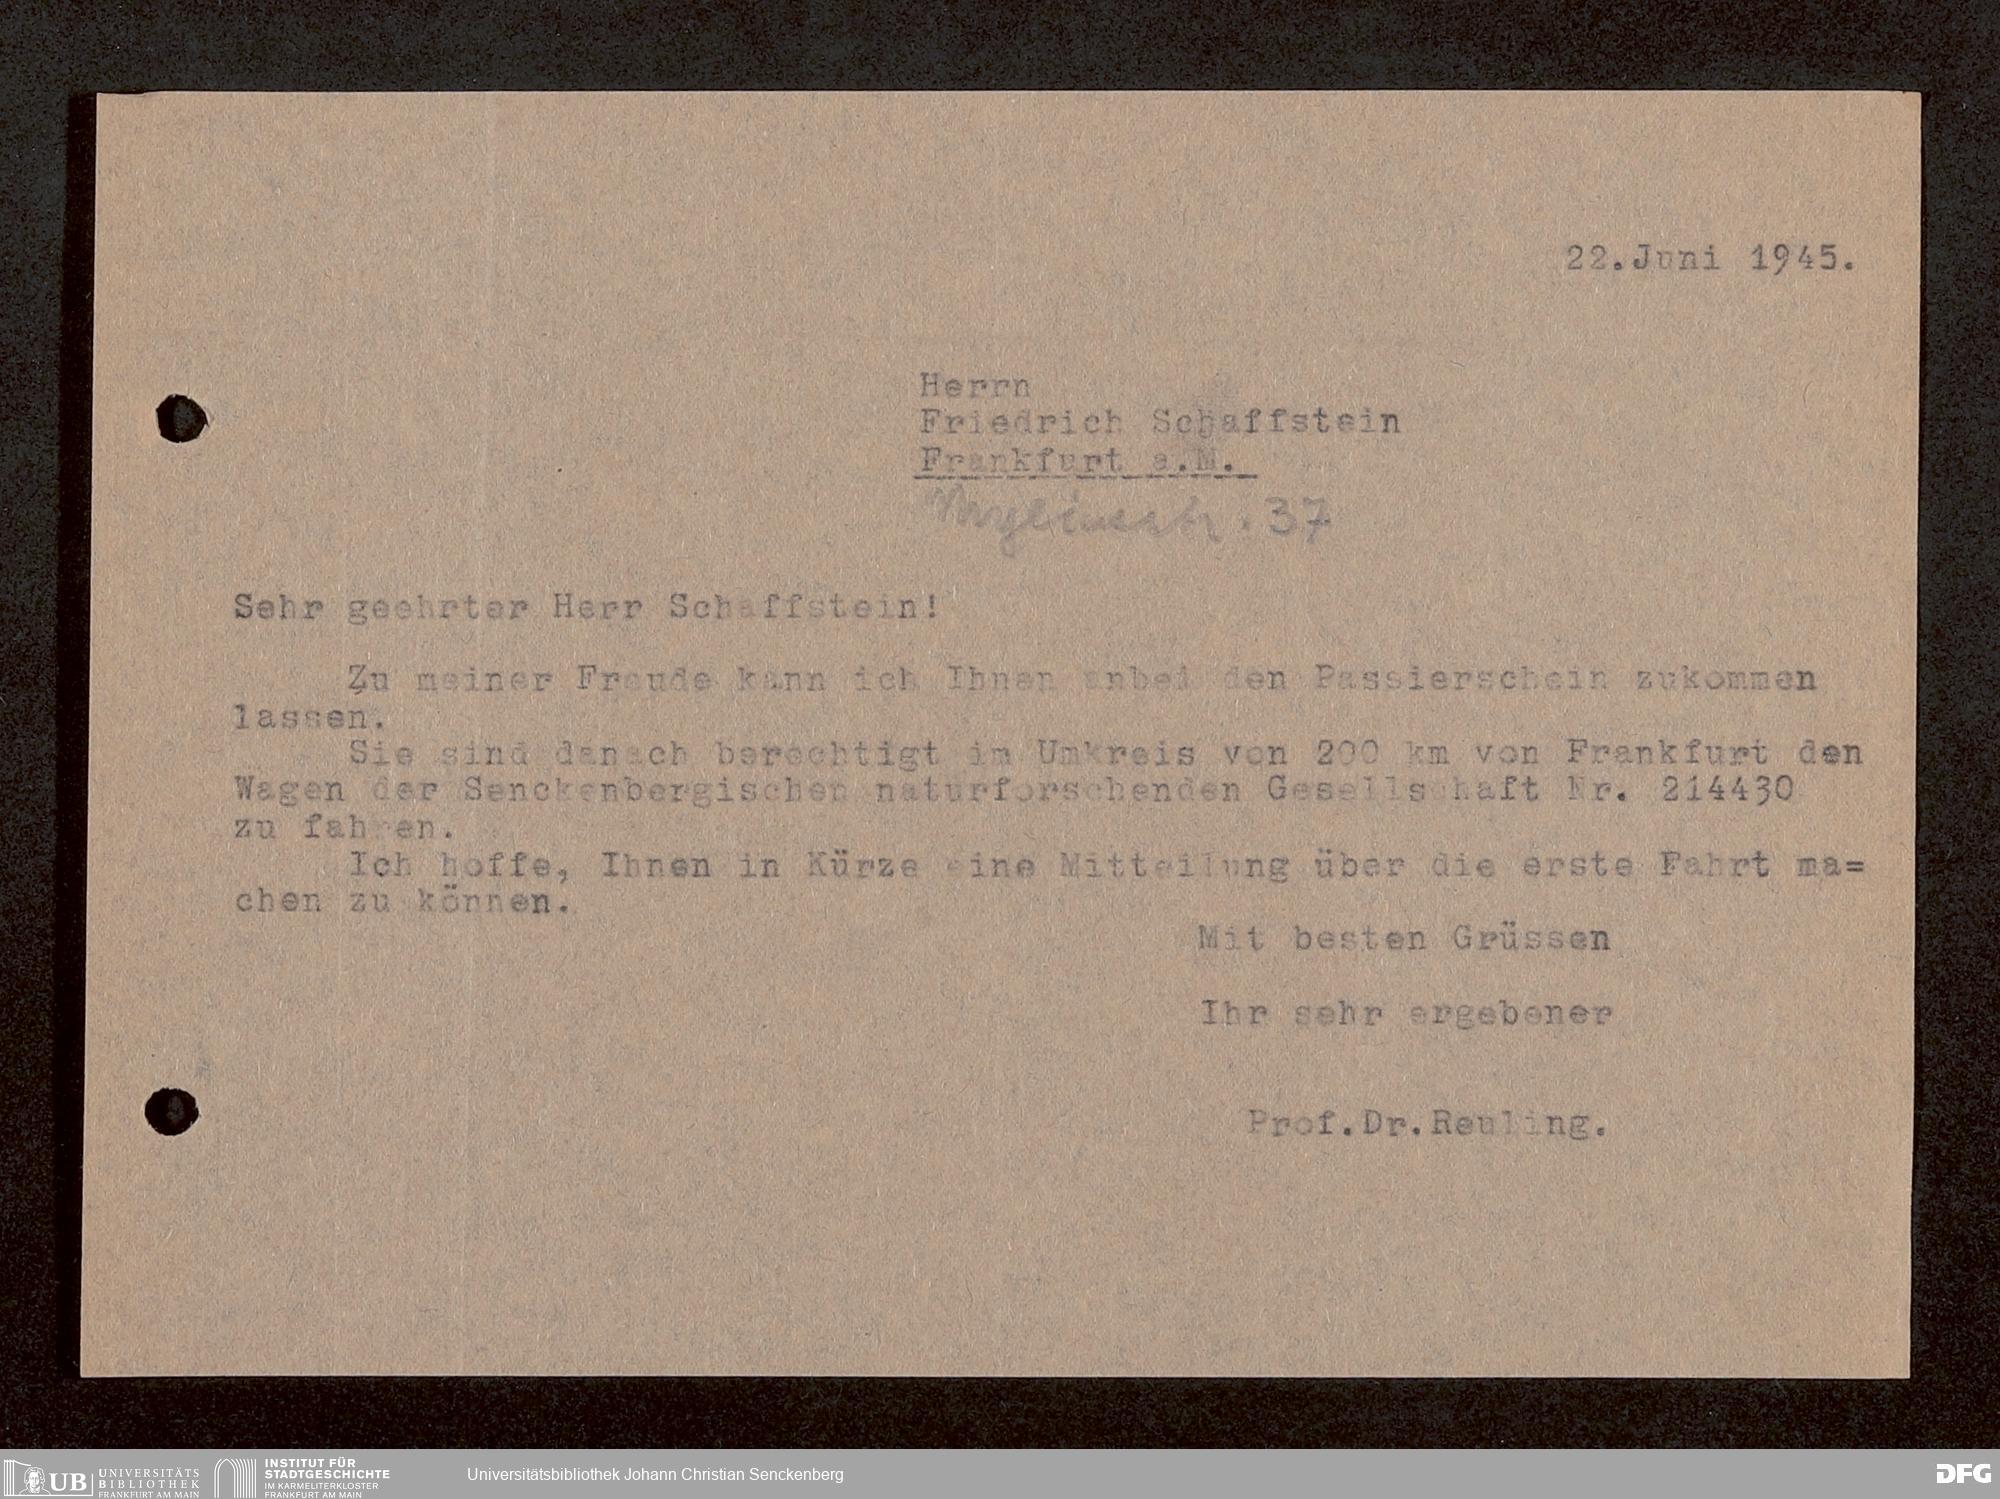 22.Juni 1945.
Herrn
Friedrich Schaffstein
Frankfurt a.M.
Myliusstr. 37
Sehr geehrter Herr Schaffstein!
Zu meiner Freude kann ich Ihnen anbei den Passierschein zukommen
lassen.
Sie sind danach berechtigt im Umkreis von 200 km von Frankfurt den
Wagen der Senckenbergischen naturforschenden Gesellschaft Nr. 214430
zu fahren.
Ich hoffe, Ihnen in Kürze eine Mitteilung über die erste Fahrt ma=
chen zu können.
Mit besten Grüssen
Ihr sehr ergebener
Prof.Dr.Reuling.
UB UNIVERSITÄTS
BIBLIOTHEK
FRANKFURT AM MAIN
INSTITUT FÜR
STADTGESCHICHTE
IM KARMELITERKLOSTER
FRANKFURT AM MAIN
Universitätsbibliothek Johann Christian Senckenberg
DFG